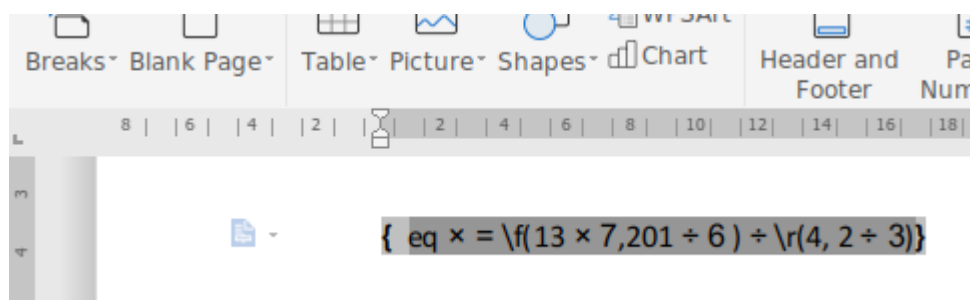 WPSArt
Breaks Blank Page Table Picture Shapes Chart Header and Footer
8 6 4 2 2 4 6 8 10 12 14 16 18
3
4
{ eq × = \f(13 × 7,201 ÷ 6 ) ÷ \r(4, 2 ÷ 3)}